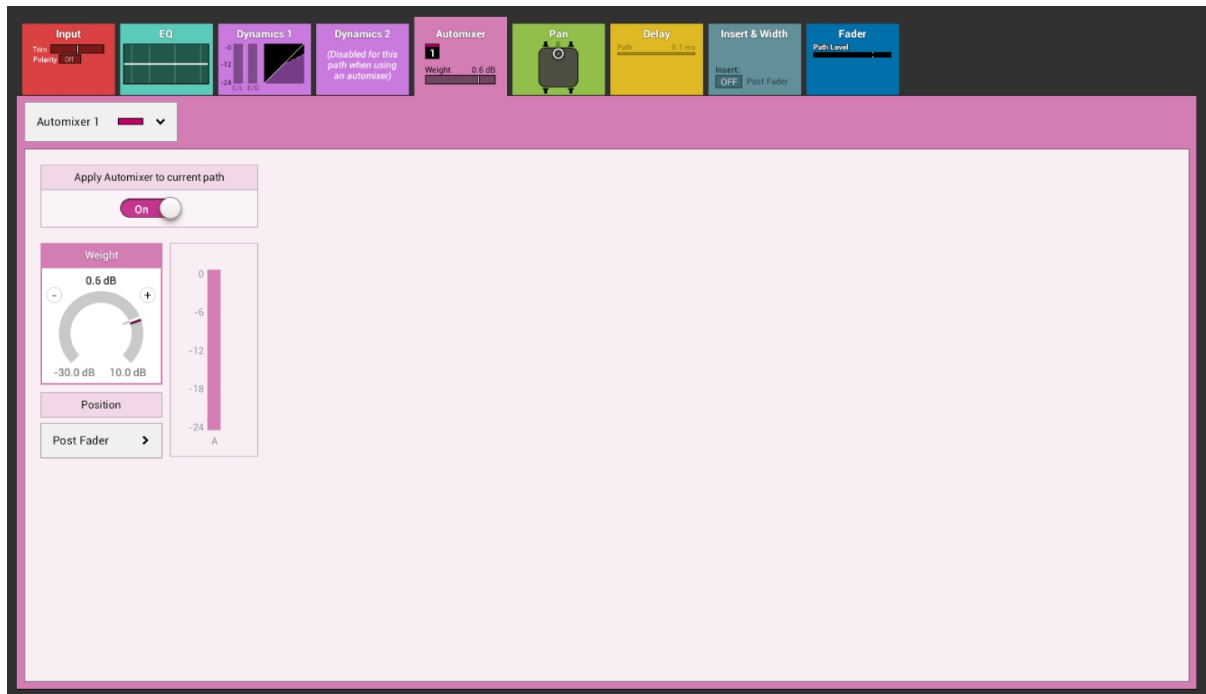 Input
Trim
Polarity Off
EQ
Dynamics 1
-0
-12
-24
C/L E/G
Dynamics 2
(Disabled for this
path when using
an automixer)
Automixer
1
Weight 0.6 dB
Pan
Delay
Path 0.1 ms
Insert & Width
Insert:
OFF Post Fader
Fader
Path Level
Automixer 1
Apply Automixer to current path
On
Weight
0.6 dB
- +
-30.0 dB 10.0 dB
Position
Post Fader
0
-6
-12
-18
-24
A